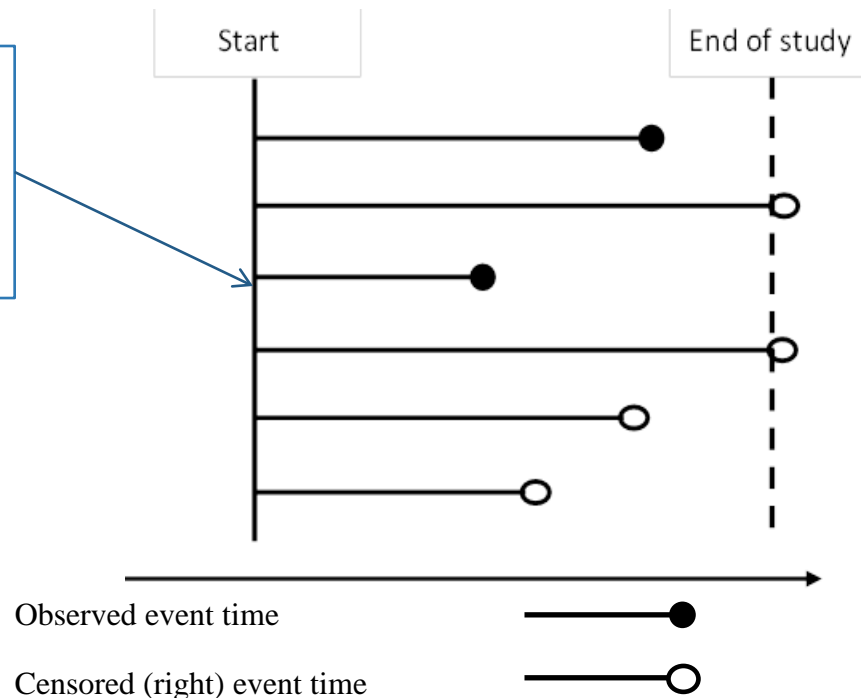 Start
End of study
Observed event time
Censored (right) event time